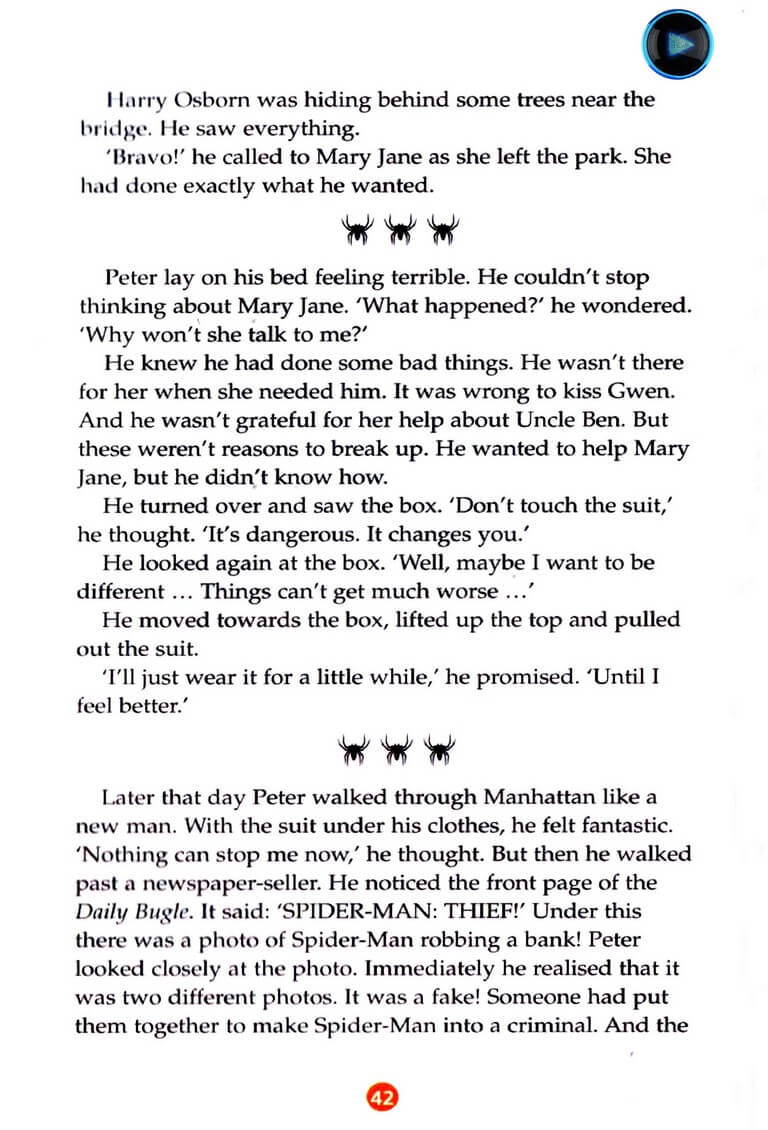 Harry Osborn was hiding behind some trees near the
bridge. He saw everything.
‘Bravo!’ he called to Mary Jane as she left the park. She
had done exactly what he wanted.
Peter lay on his bed feeling terrible. He couldn’t stop
thinking about Mary Jane. ‘What happened?’ he wondered.
‘Why won’t she talk to me?’
He knew he had done some bad things. He wasn’t there
for her when she needed him. It was wrong to kiss Gwen.
And he wasn’t grateful for her help about Uncle Ben. But
these weren’t reasons to break up. He wanted to help Mary
Jane, but he didn’t know how.
He turned over and saw the box. ‘Don’t touch the suit,’
he thought. ‘It’s dangerous. It changes you.’
He looked again at the box. ‘Well, maybe I want to be
different … Things can’t get much worse …’
He moved towards the box, lifted up the top and pulled
out the suit.
‘I’ll just wear it for a little while,’ he promised. ‘Until I
feel better.’
Later that day Peter walked through Manhattan like a
new man. With the suit under his clothes, he felt fantastic.
‘Nothing can stop me now,’ he thought. But then he walked
past a newspaper-seller. He noticed the front page of the
Daily Bugle. It said: ‘SPIDER-MAN: THIEF!’ Under this
there was a photo of Spider-Man robbing a bank! Peter
looked closely at the photo. Immediately he realised that it
was two different photos. It was a fake! Someone had put
them together to make Spider-Man into a criminal. And the
42